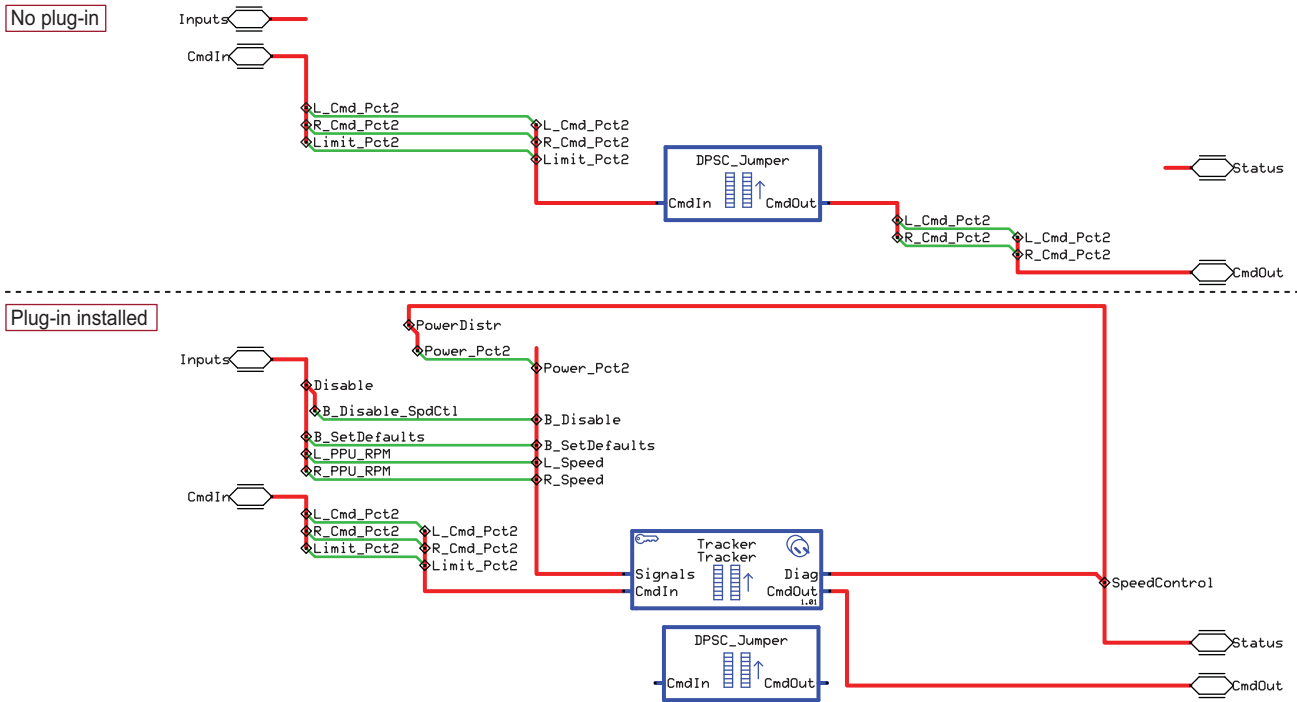 No plug-in
Inputs
CmdIn
L_Cmd_Pct2
R_Cmd_Pct2
Limit_Pct2
L_Cmd_Pct2
R_Cmd_Pct2
Limit_Pct2
DPSC_Jumper
CmdIn
CmdOut
Status
L_Cmd_Pct2
R_Cmd_Pct2
L_Cmd_Pct2
R_Cmd_Pct2
CmdOut
Plug-in installed
PowerDistr
Power_Pct2
Power_Pct2
Inputs
Disable
B_Disable_SpdCtl
B_Disable
B_SetDefaults
B_SetDefaults
L_PPU_RPM
L_Speed
R_PPU_RPM
R_Speed
CmdIn
L_Cmd_Pct2
R_Cmd_Pct2
Limit_Pct2
L_Cmd_Pct2
R_Cmd_Pct2
Limit_Pct2
Tracker
Tracker
Signals
Diag
CmdIn
CmdOut
1.01
SpeedControl
DPSC_Jumper
CmdIn
CmdOut
Status
CmdOut